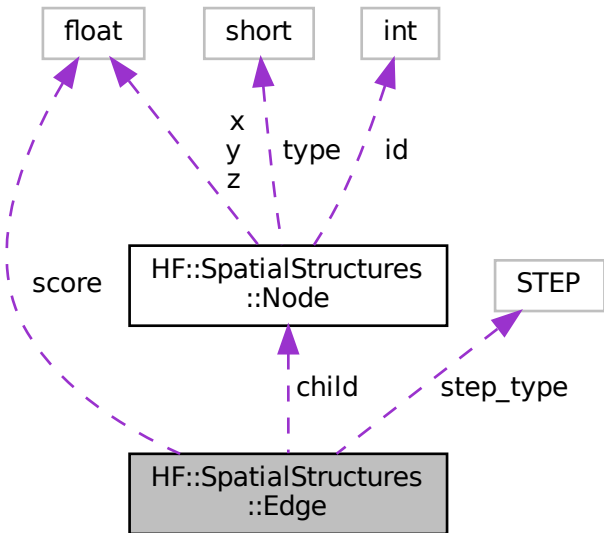 float
short
int
x
y
z
type
id
HF::SpatialStructures
::Node
STEP
score
child
step_type
HF::SpatialStructures
::Edge